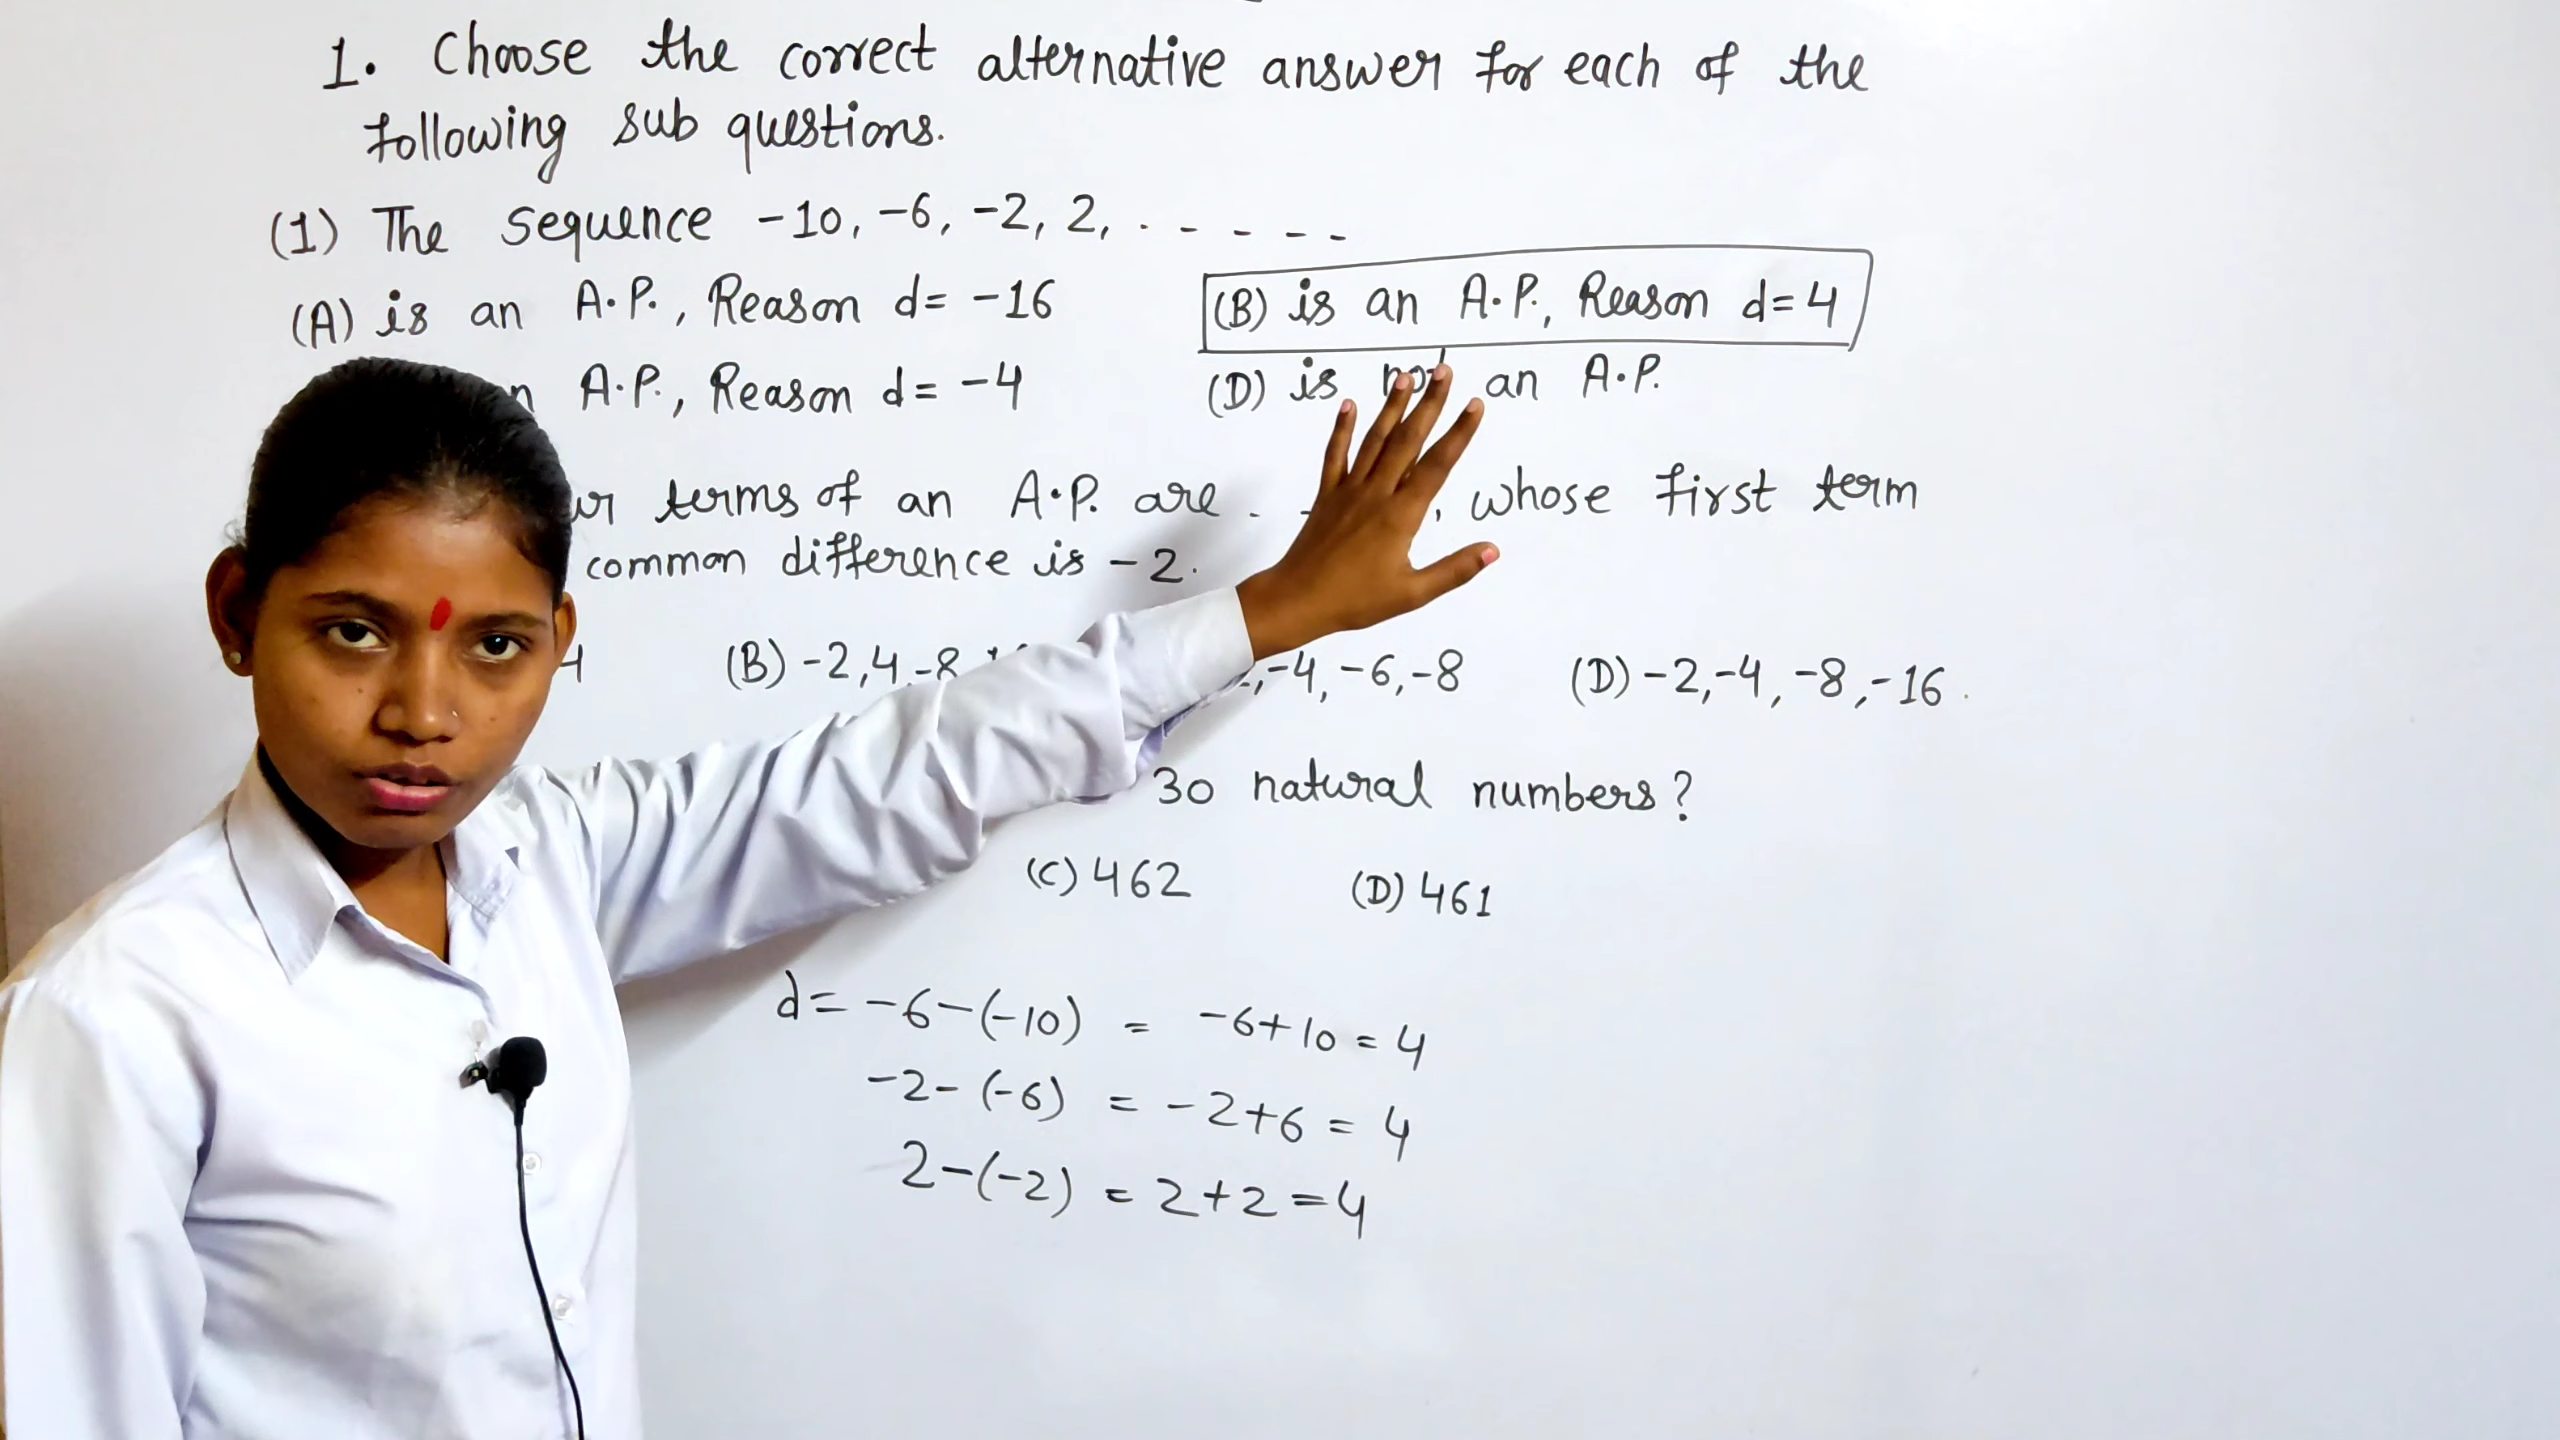 1. Choose the correct alternative answer for each of the
following sub questions.
(1) The sequence -10, -6, -2, 2, . - - - -
(A) is an A.P., Reason d= -16 (B) is an A.P., Reason d=4
A.P., Reason d= -4 (D) is not an A.P.
terms of an A.P. are , whose first term
common difference is -2.
(B) -2,4,-8 -4, -6, -8 (D) -2,-4, -8,-16.
30 natural numbers?
(C) 462 (D) 461
d= -6-(-10) = -6+10 = 4
-2-(-6) = -2+6 = 4
2-(-2) = 2+2 =4